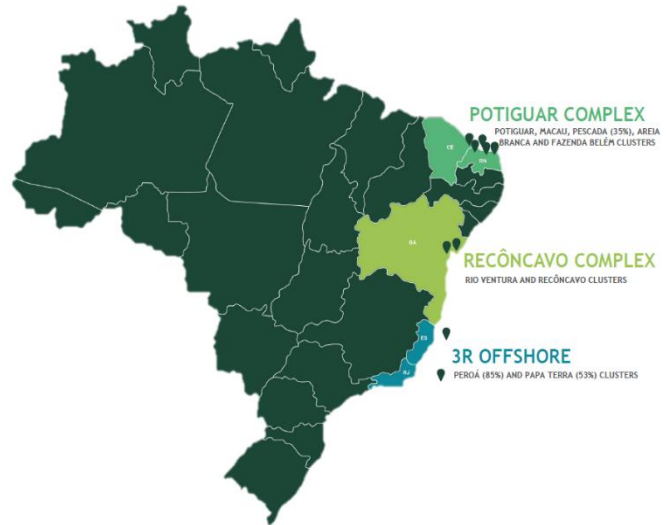 POTIGUAR COMPLEX
POTIGUAR, MACAU, PESCADA (35%), AREIA
BRANCA AND FAZENDA BELÉM CLUSTERS
CE
RN
BA
RECÔNCAVO COMPLEX
RIO VENTURA AND RECÔNCAVO CLUSTERS
ES
3R OFFSHORE
RJ
PEROÁ (85%) AND PAPA TERRA (53%) CLUSTERS